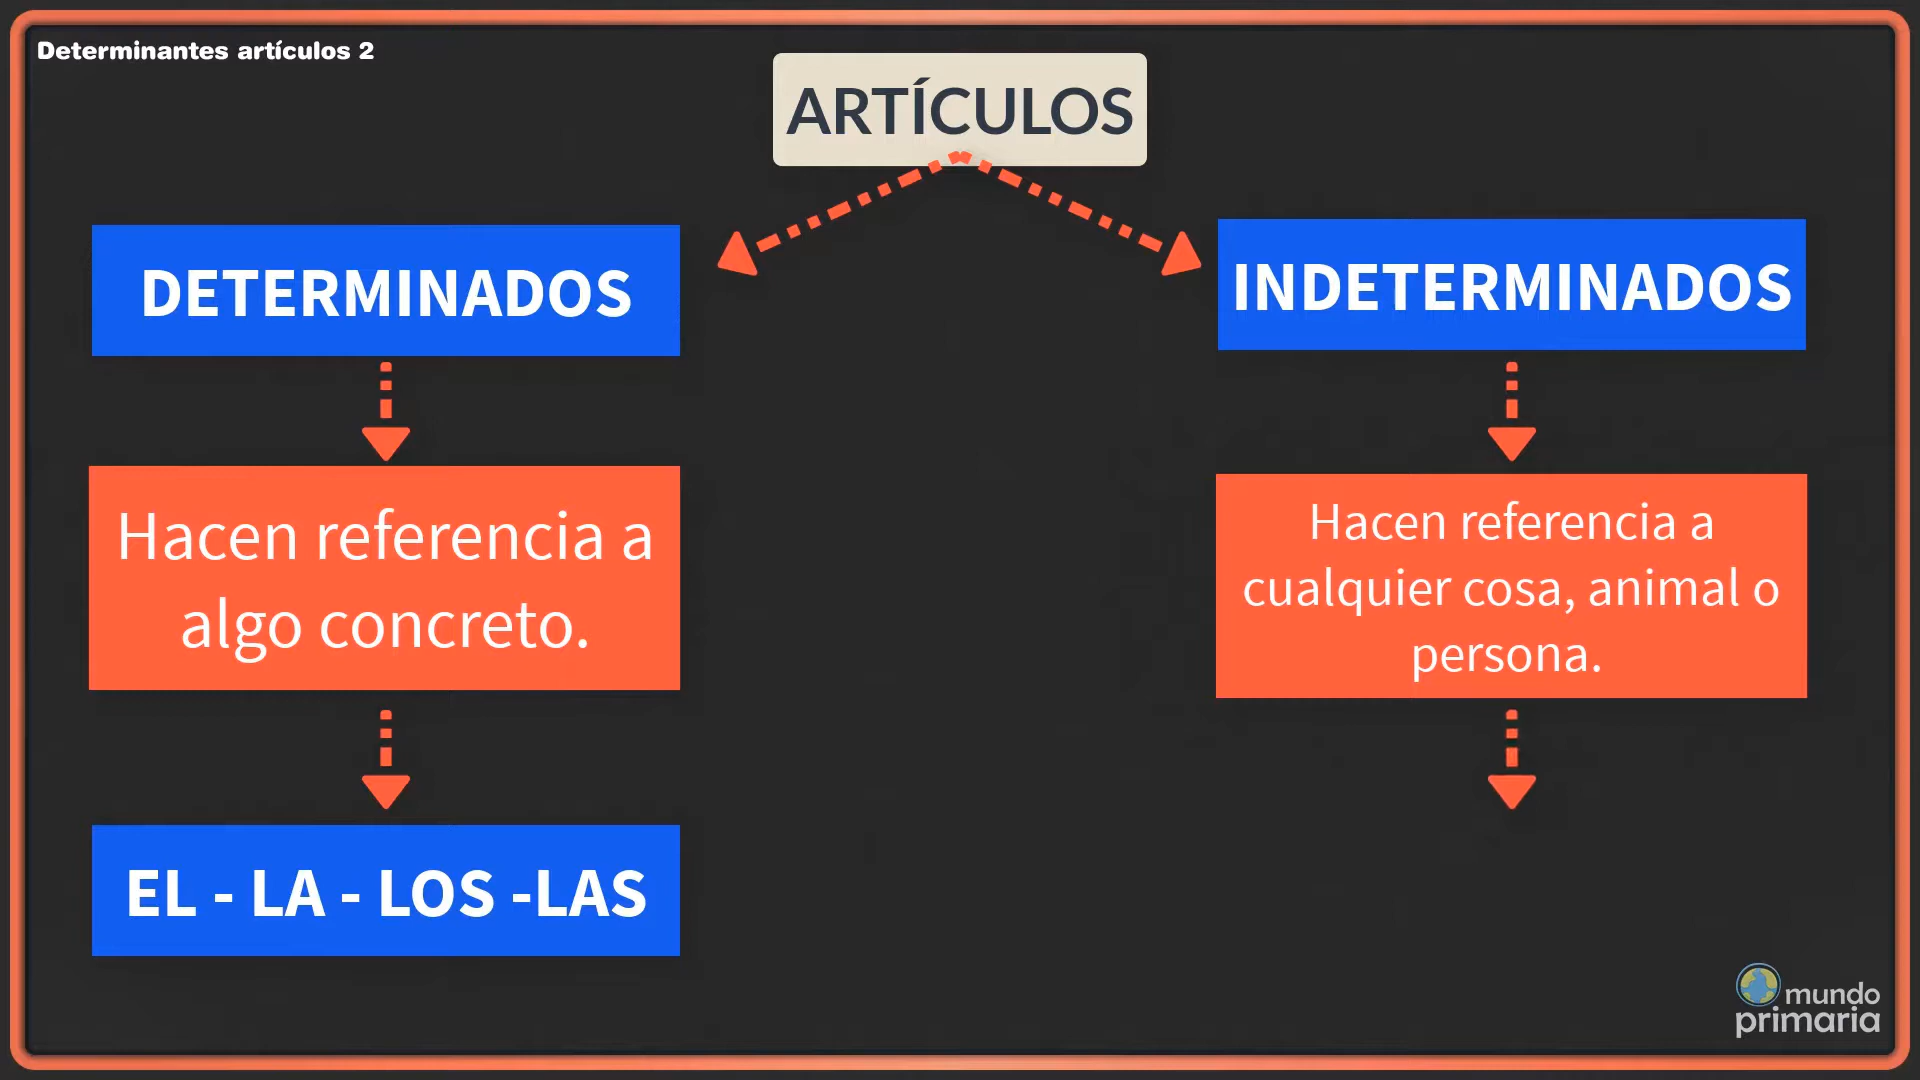 Determinantes artículos 2
ARTÍCULOS
DETERMINADOS
Hacen referencia a
algo concreto.
EL - LA - LOS -LAS
INDETERMINADOS
Hacen referencia a
cualquier cosa, animal o
persona.
mundo
primaria